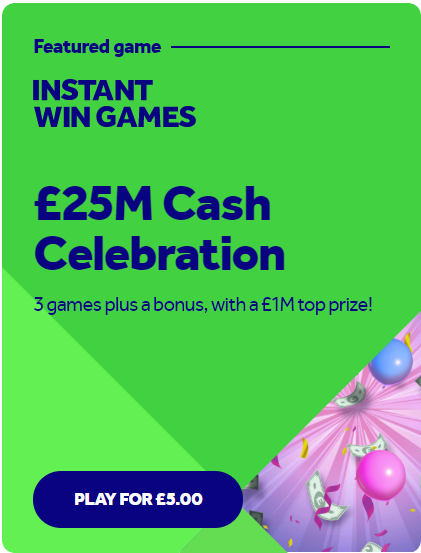 Featured game
INSTANT
WIN GAMES
£25M Cash
Celebration
3 games plus a bonus, with a £1M top prize!
PLAY FOR £5.00